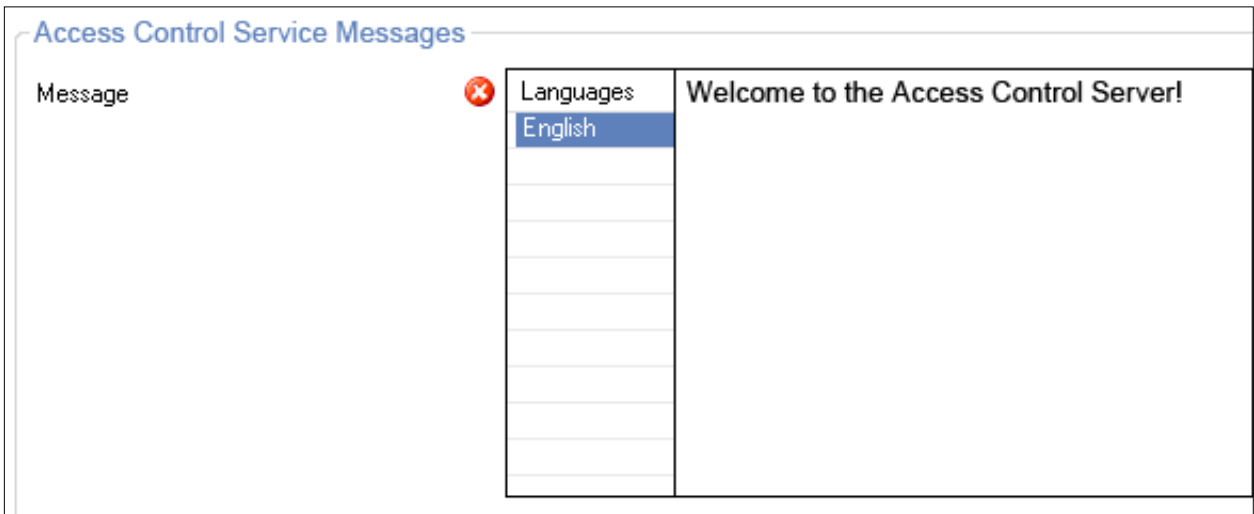 Access Control Service Messages
Message
Languages
English
Welcome to the Access Control Server!